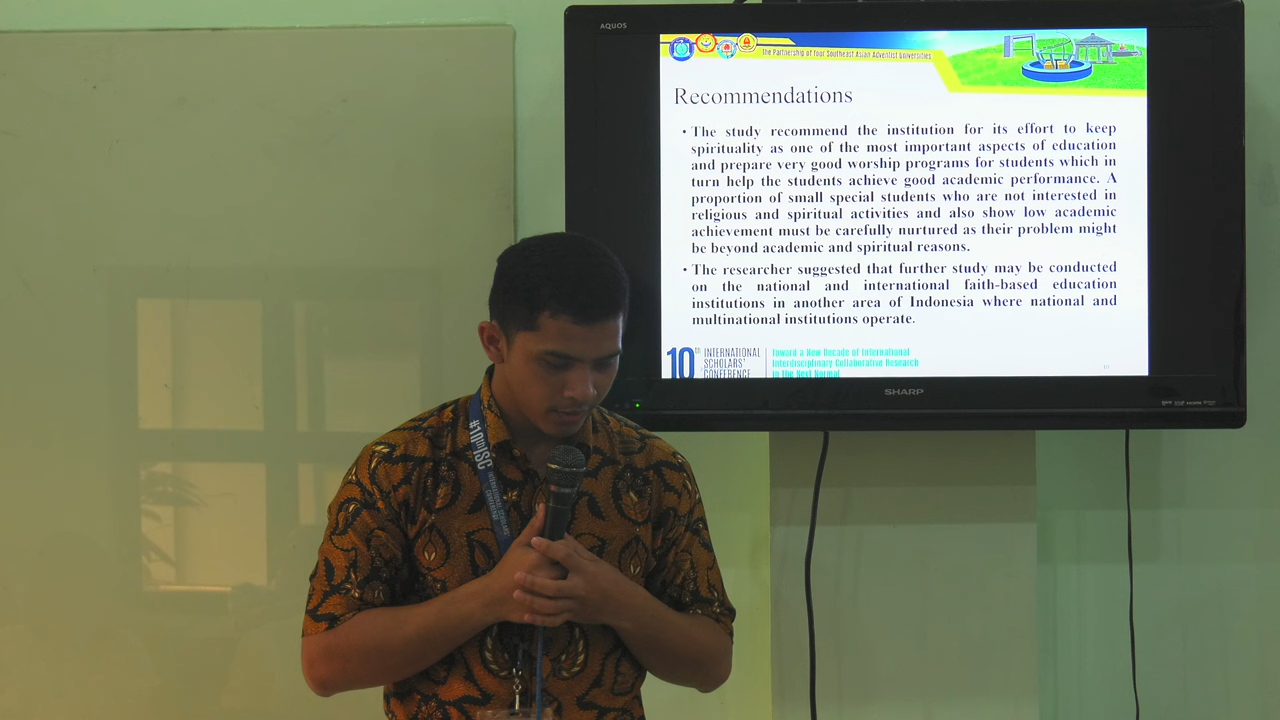 AQUOS
The Partnership of four Southeast Asian Adventist Universities
Recommendations
• The study recommend the institution for its effort to keep
spirituality as one of the most important aspects of education
and prepare very good worship programs for students which in
turn help the students achieve good academic performance. A
proportion of small special students who are not interested in
religious and spiritual activities and also show low academic
achievement must be carefully nurtured as their problem might
be beyond academic and spiritual reasons.
• The researcher suggested that further study may be conducted
on the national and international faith-based education
institutions in another area of Indonesia where national and
multinational institutions operate.
10th INTERNATIONAL
SCHOLARS'
CONFERENCE
Toward a New Decade of International
Interdisciplinary Collaborative Research
in the Next Normal
SHARP
#10thISC